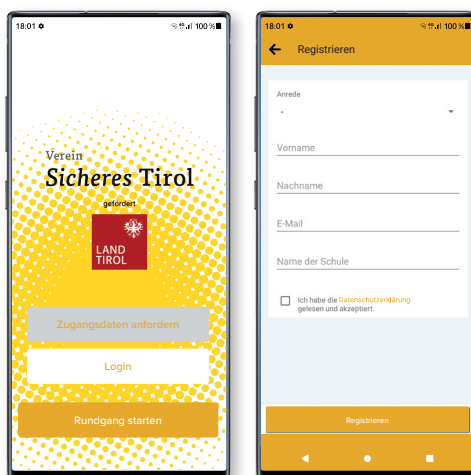 18:01
100%
Verein
Sicheres Tirol
gefördert
LAND
TIROL
Zugangsdaten anfordern
Login
Rundgang starten
18:01
100%
Registrieren
Anrede
-
Vorname
Nachname
E-Mail
Name der Schule
Ich habe die Datenschutzerklärung
gelesen und akzeptiert.
Registrieren